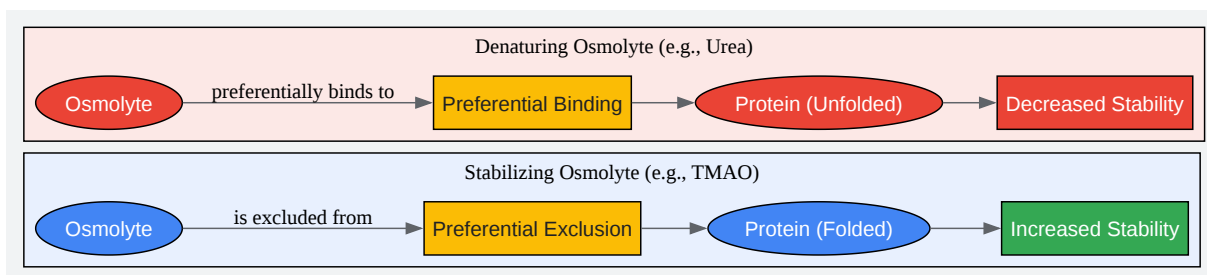 Denaturing Osmolyte (e.g., Urea)
Osmolyte
preferentially binds to
Preferential Binding
Protein (Unfolded)
Decreased Stability
Stabilizing Osmolyte (e.g., TMAO)
Osmolyte
is excluded from
Preferential Exclusion
Protein (Folded)
Increased Stability